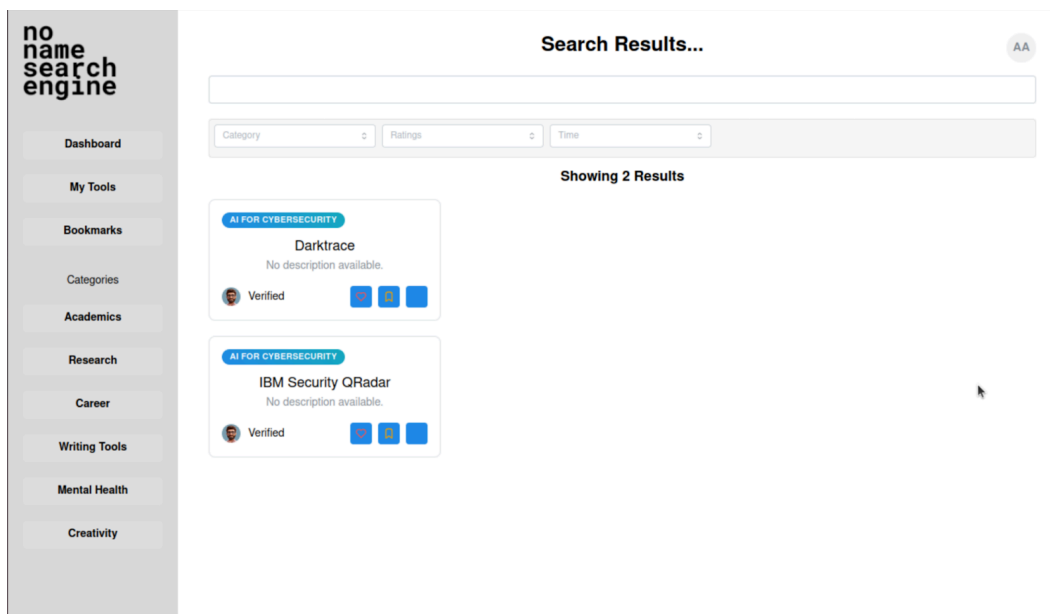 no
name
search
engine
Search Results...
AA
Dashboard
My Tools
Bookmarks
Categories
Academics
Research
Career
Writing Tools
Mental Health
Creativity
Category
Ratings
Time
Showing 2 Results
AI FOR CYBERSECURITY
Darktrace
No description available.
Verified
AI FOR CYBERSECURITY
IBM Security QRadar
No description available.
Verified